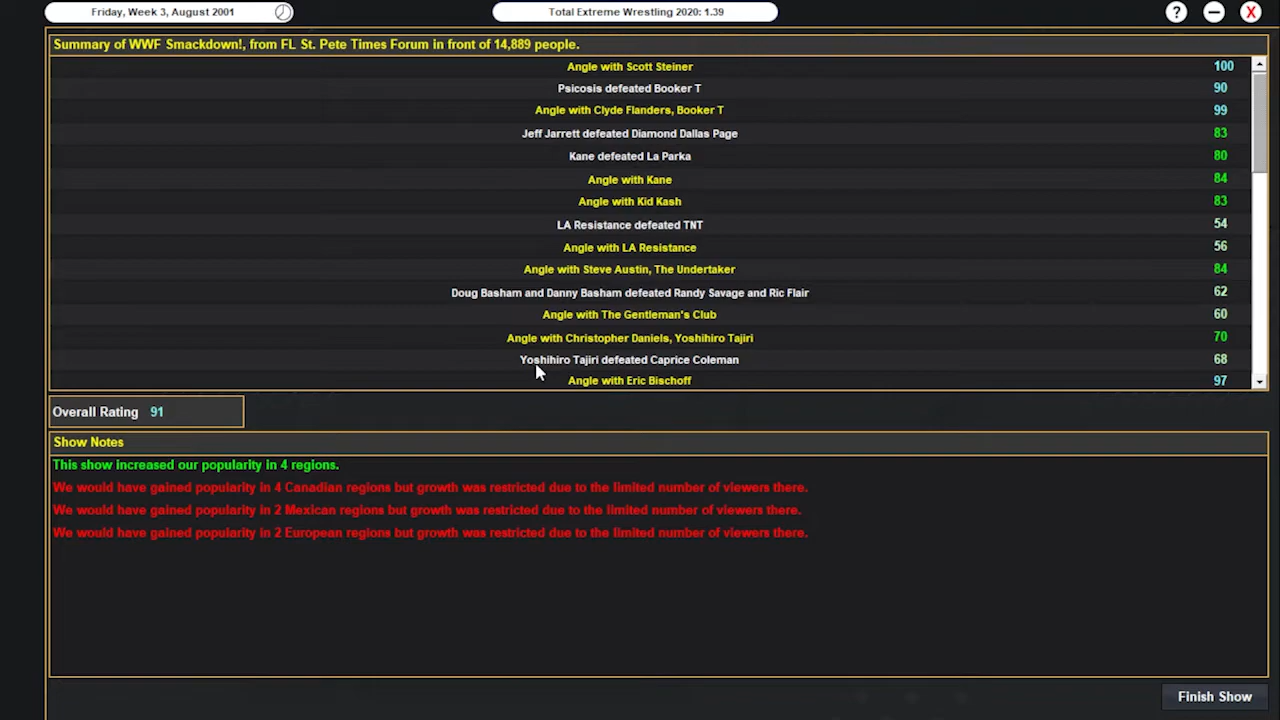 Friday, Week 3, August 2001
Total Extreme Wrestling 2020: 1.39
?
X
Summary of WWF Smackdown!, from FL St. Pete Times Forum in front of 14,889 people.
Angle with Scott Steiner 100
Psicosis defeated Booker T 90
Angle with Clyde Flanders, Booker T 99
Jeff Jarrett defeated Diamond Dallas Page 83
Kane defeated La Parka 80
Angle with Kane 84
Angle with Kid Kash 83
LA Resistance defeated TNT 54
Angle with LA Resistance 56
Angle with Steve Austin, The Undertaker 84
Doug Basham and Danny Basham defeated Randy Savage and Ric Flair 62
Angle with The Gentleman's Club 60
Angle with Christopher Daniels, Yoshihiro Tajiri 70
Yoshihiro Tajiri defeated Caprice Coleman 68
Angle with Eric Bischoff 97
Overall Rating 91
Show Notes
This show increased our popularity in 4 regions.
We would have gained popularity in 4 Canadian regions but growth was restricted due to the limited number of viewers there.
We would have gained popularity in 2 Mexican regions but growth was restricted due to the limited number of viewers there.
We would have gained popularity in 2 European regions but growth was restricted due to the limited number of viewers there.
Finish Show